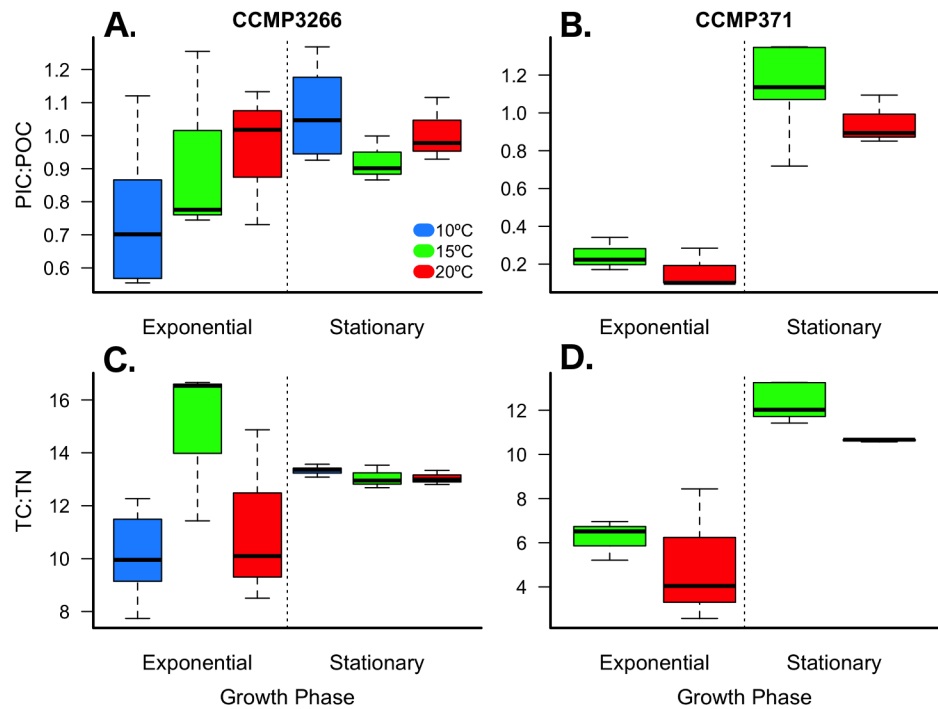 CCMP3266
CCMP371
A.
B.
PIC:POC
1.2
1.1
1.0
0.9
0.8
0.7
0.6
10ºC
15ºC
20ºC
1.2
1.0
0.8
0.6
0.4
0.2
Exponential
Stationary
Exponential
Stationary
C.
D.
TC:TN
16
14
12
10
8
12
10
8
6
4
Exponential
Stationary
Exponential
Stationary
Growth Phase
Growth Phase